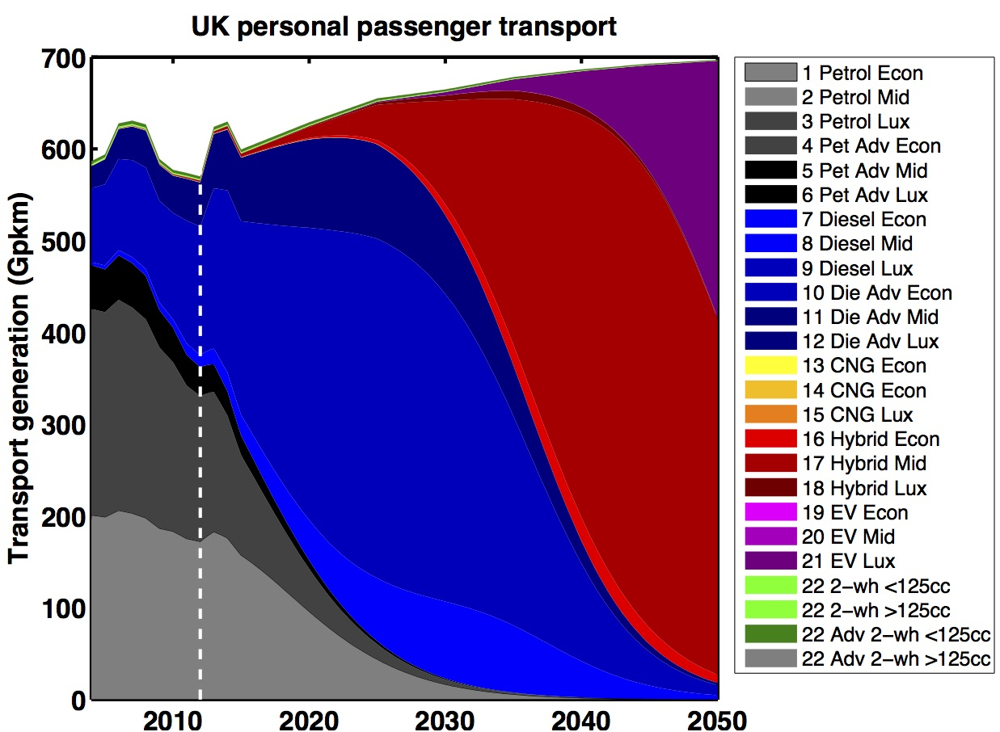 UK personal passenger transport
Transport generation (Gpkm)
700
600
500
400
300
200
100
0
2010
2020
2030
2040
2050
1 Petrol Econ
2 Petrol Mid
3 Petrol Lux
4 Pet Adv Econ
5 Pet Adv Mid
6 Pet Adv Lux
7 Diesel Econ
8 Diesel Mid
9 Diesel Lux
10 Die Adv Econ
11 Die Adv Mid
12 Die Adv Lux
13 CNG Econ
14 CNG Econ
15 CNG Lux
16 Hybrid Econ
17 Hybrid Mid
18 Hybrid Lux
19 EV Econ
20 EV Mid
21 EV Lux
22 2−wh <125cc
22 2−wh >125cc
22 Adv 2−wh <125cc
22 Adv 2−wh >125cc